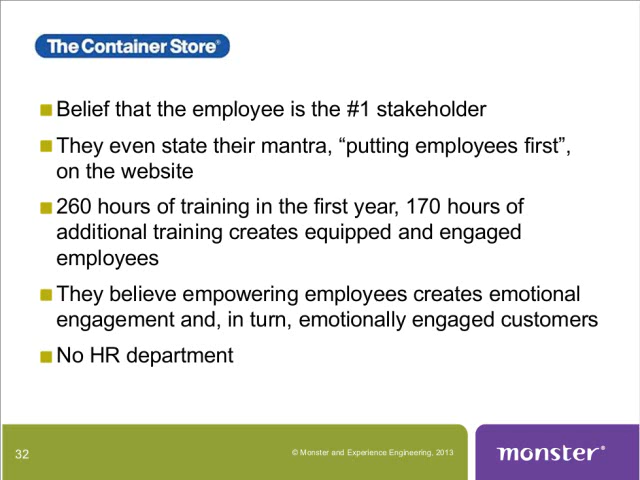 The Container Store®
Belief that the employee is the #1 stakeholder
They even state their mantra, “putting employees first”,
on the website
260 hours of training in the first year, 170 hours of
additional training creates equipped and engaged
employees
They believe empowering employees creates emotional
engagement and, in turn, emotionally engaged customers
No HR department
32
© Monster and Experience Engineering, 2013
monster®